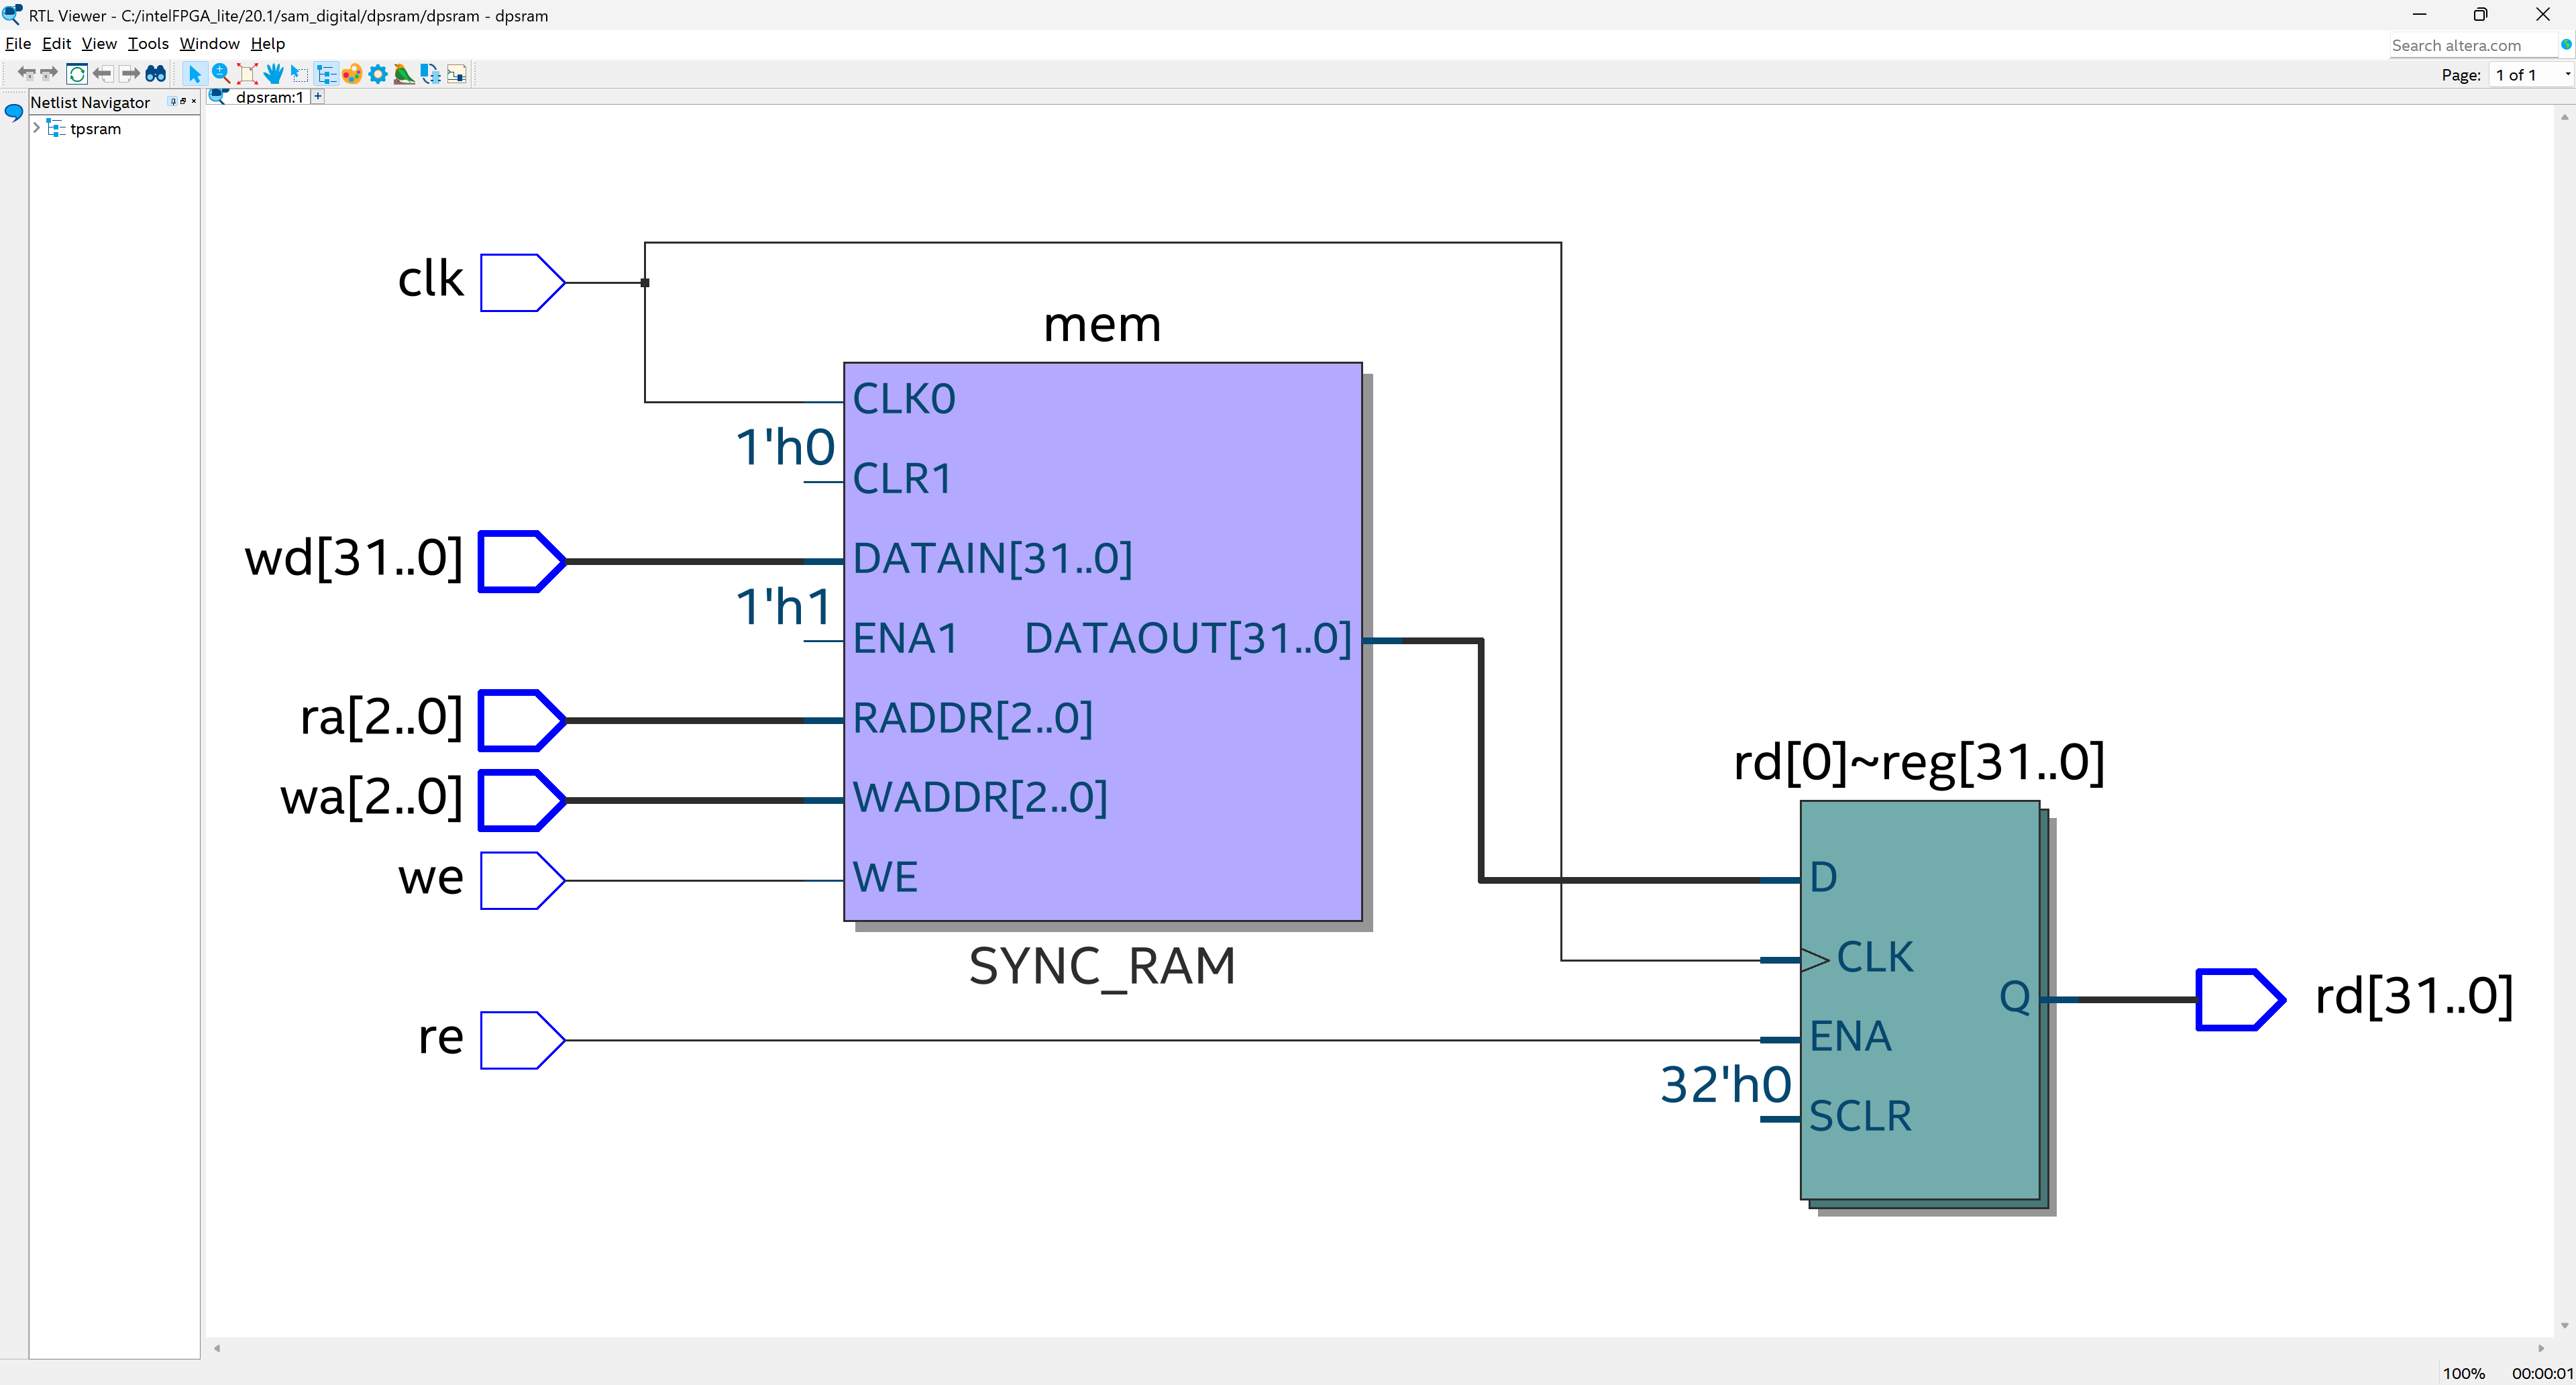 RTL Viewer - C:/intelFPGA_lite/20.1/sam_digital/dpsram/dpsram - dpsram
File Edit View Tools Window Help
Search altera.com
Page: 1 of 1
Netlist Navigator
dpsram:1
tpsram
clk
mem
CLK0
1'h0
CLR1
wd[31..0]
DATAIN[31..0]
1'h1
ENA1 DATAOUT[31..0]
ra[2..0]
RADDR[2..0]
rd[0]~reg[31..0]
wa[2..0]
WADDR[2..0]
we
WE
D
SYNC_RAM
CLK
Q
rd[31..0]
re
ENA
32'h0
SCLR
100% 00:00:01